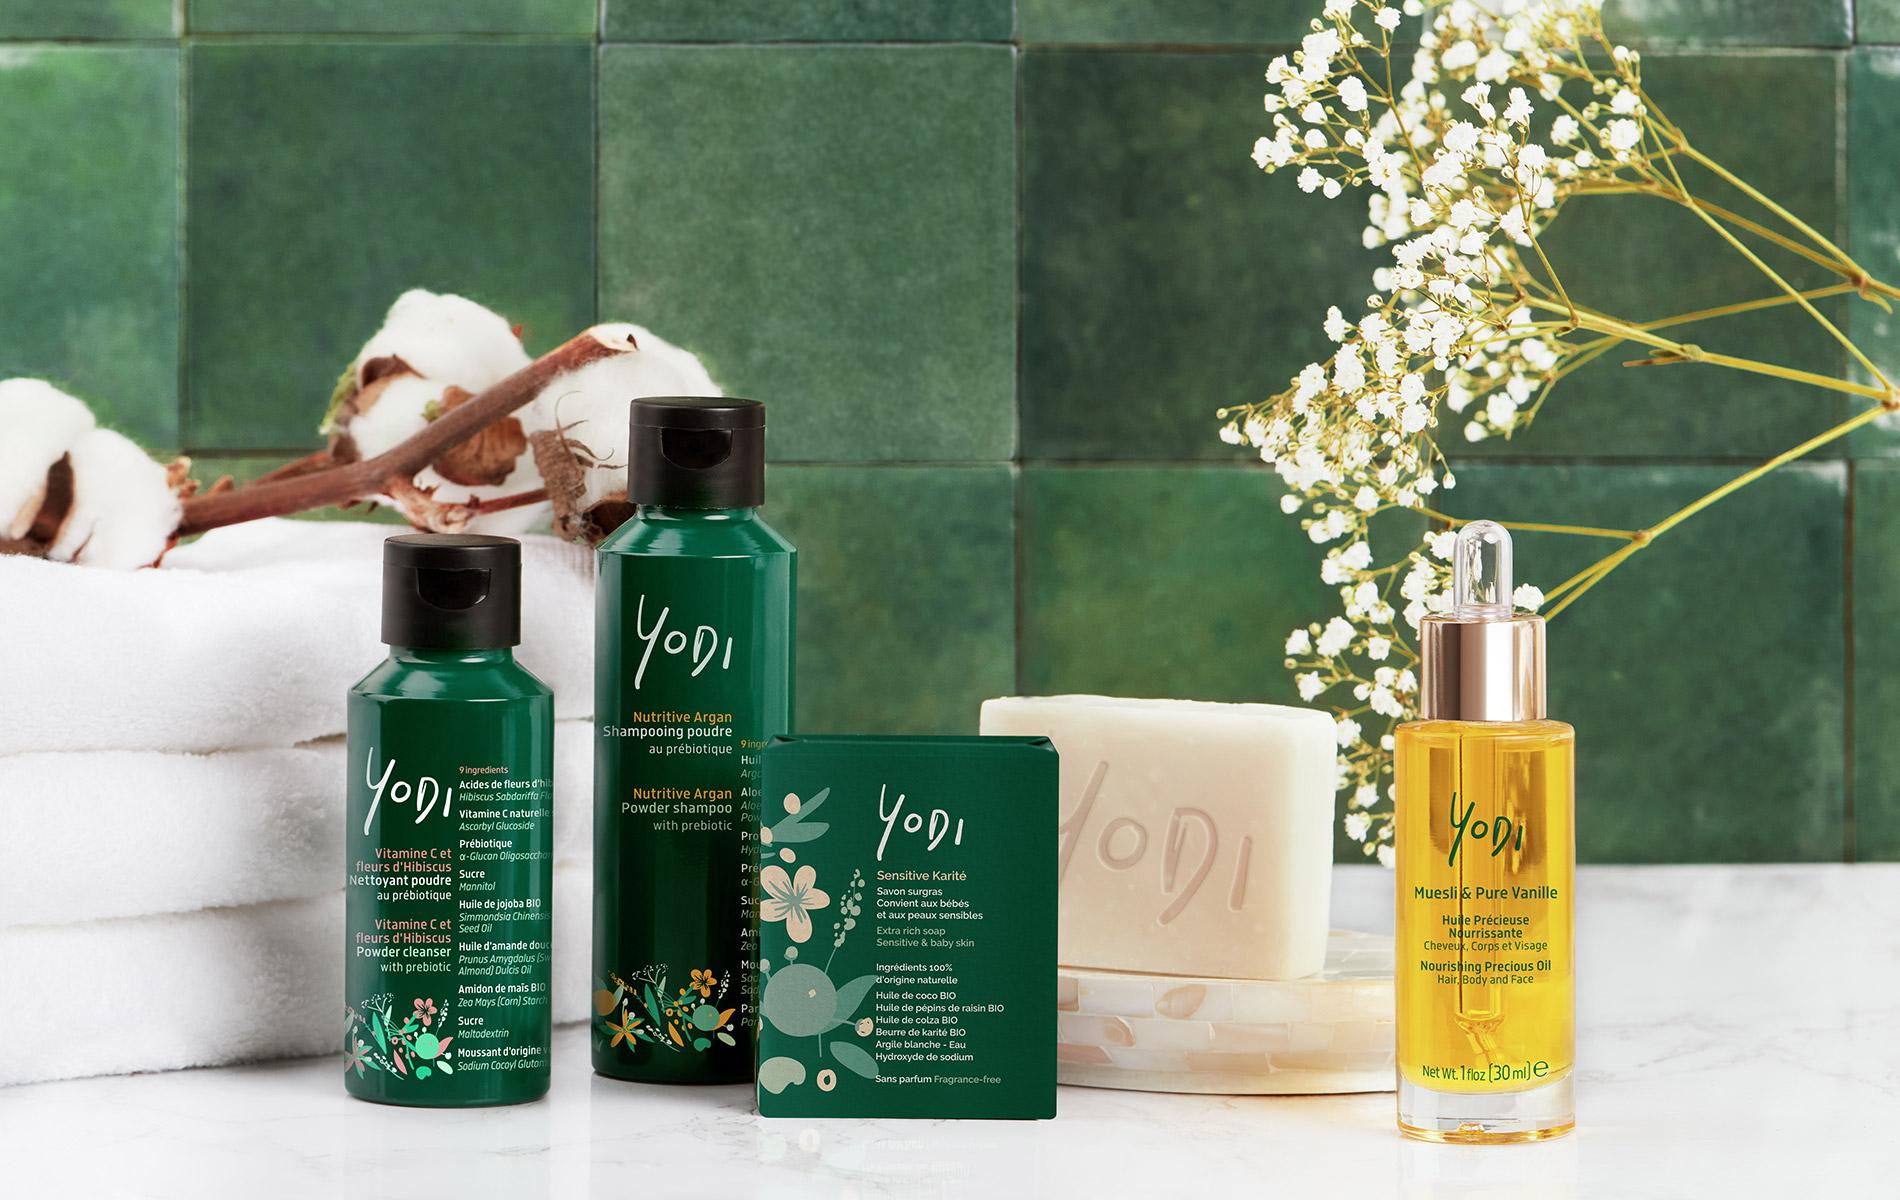 YODI
Vitamine C et
fleurs d'Hibiscus
Nettoyant poudre
au prébiotique
Vitamine C et
fleurs d'Hibiscus
Powder cleanser
with prebiotic
9 ingredients
Acides de fleurs
Hibiscus Sabdariffa
Vitamine C naturelle
Ascorbyl Glucoside
Prébiotique
α-Glucan
Sucre
Mannitol
Huile de jojoba BIO
Simmondsia Chinensis
Seed Oil
Huile d'amande douce
Prunus Amygdalus
Almond) Dulcis Oil
Amidon de maïs BIO
Zea Mays (Corn) Starch
Sucre
Maltodextrin
Moussant d'origine
Sodium Cocoyl
YODI
Nutritive Argan
Shampooing poudre
au prébiotique
Nutritive Argan
Powder shampoo
with prebiotic
9
YODI
Sensitive Karité
Savon surgras
Convient aux bébés
et aux peaux sensibles
Extra rich soap
Sensitive & baby skin
Ingrédients 100%
d'origine naturelle
Huile de coco BIO
Huile de pépins de raisin BIO
Huile de colza BIO
Beurre de karité BIO
Argile blanche - Eau
Hydroxyde de sodium
Sans parfum Fragrance-free
YODI
YODI
Muesli & Pure Vanille
Huile Précieuse
Nourrissante
Cheveux, Corps et Visage
Nourishing Precious Oil
Hair, Body and Face
Net Wt. 1 floz (30 ml) ℮